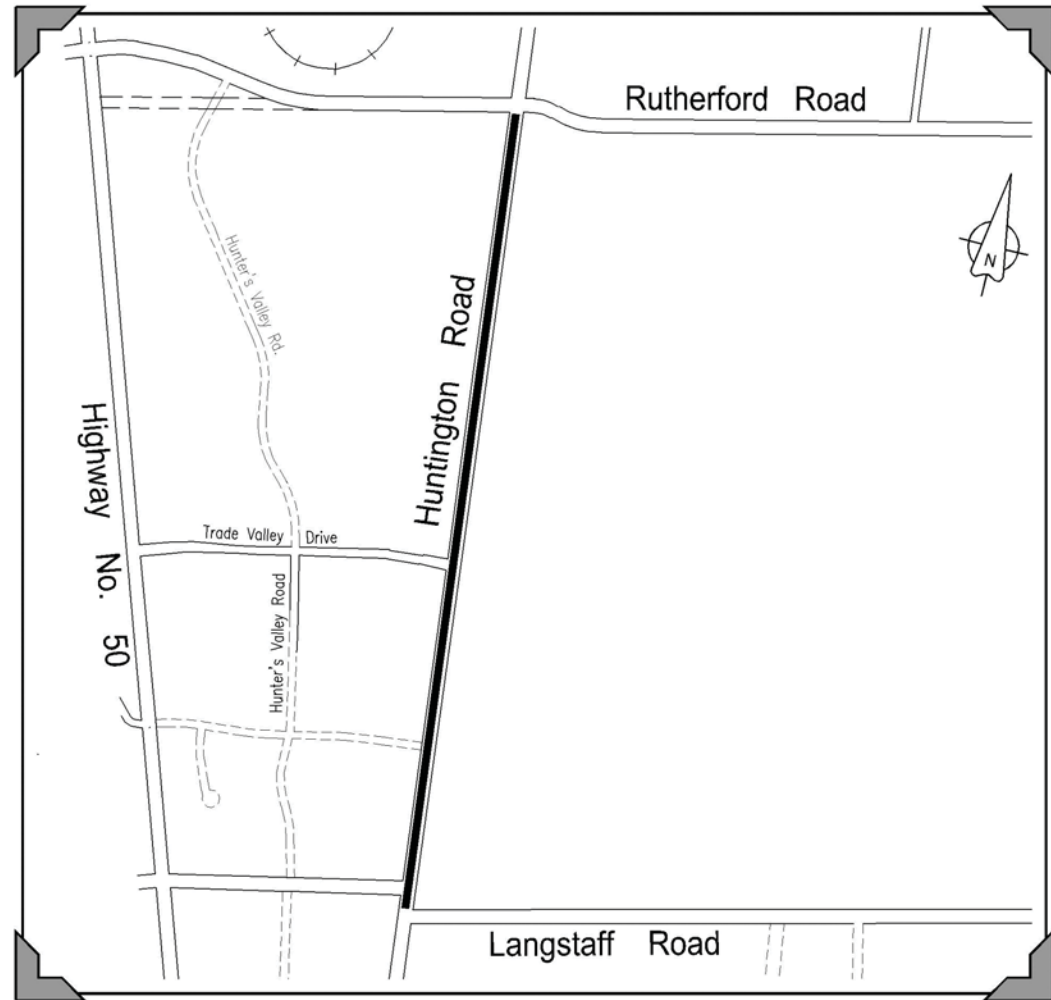 Rutherford Road
Hunter's Valley Rd.
N
Huntington Road
Highway No. 50
Trade Valley Drive
Hunter's Valley Road
Langstaff Road